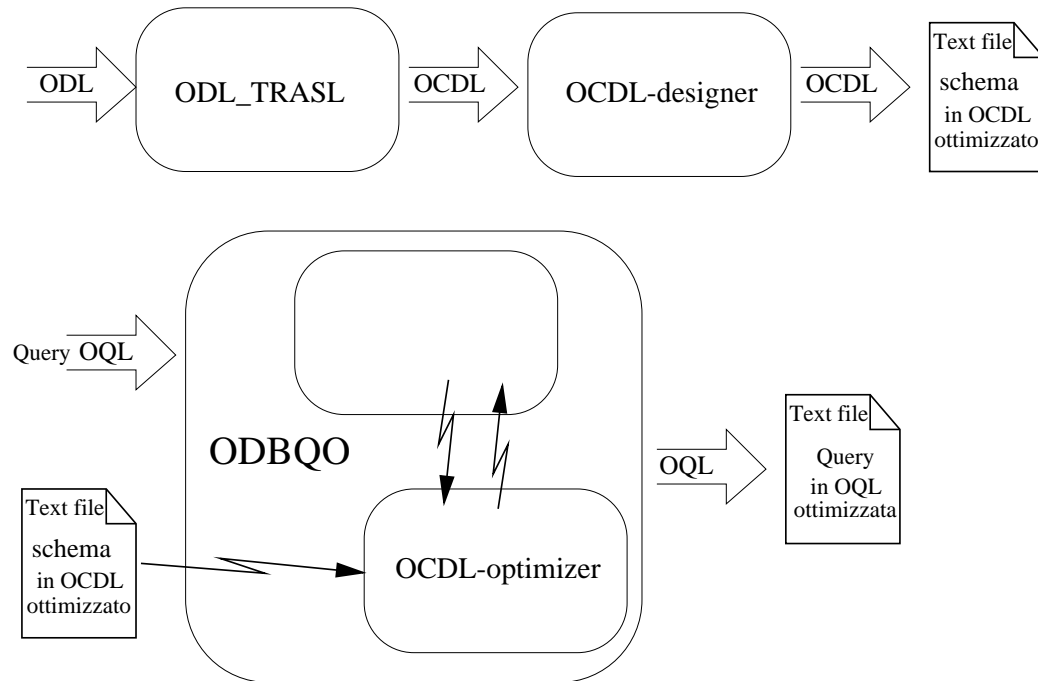 ODL
ODL_TRASL
OCDL
OCDL-designer
OCDL
Text file
schema
in OCDL
ottimizzato
Query OQL
ODBQO
OCDL-optimizer
Text file
schema
in OCDL
ottimizzato
OQL
Text file
Query
in OQL
ottimizzata